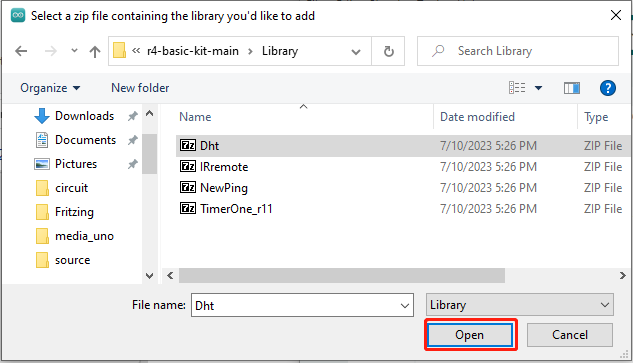 Select a zip file containing the library you'd like to add
« r4-basic-kit-main › Library
Search Library
Organize
New folder
Downloads
Documents
Pictures
circuit
Fritzing
media_uno
source
Name Date modified Type
Dht 7/10/2023 5:26 PM ZIP File
IRremote 7/10/2023 5:26 PM ZIP File
NewPing 7/10/2023 5:26 PM ZIP File
TimerOne_r11 7/10/2023 5:26 PM ZIP File
File name: Dht
Library
Open
Cancel